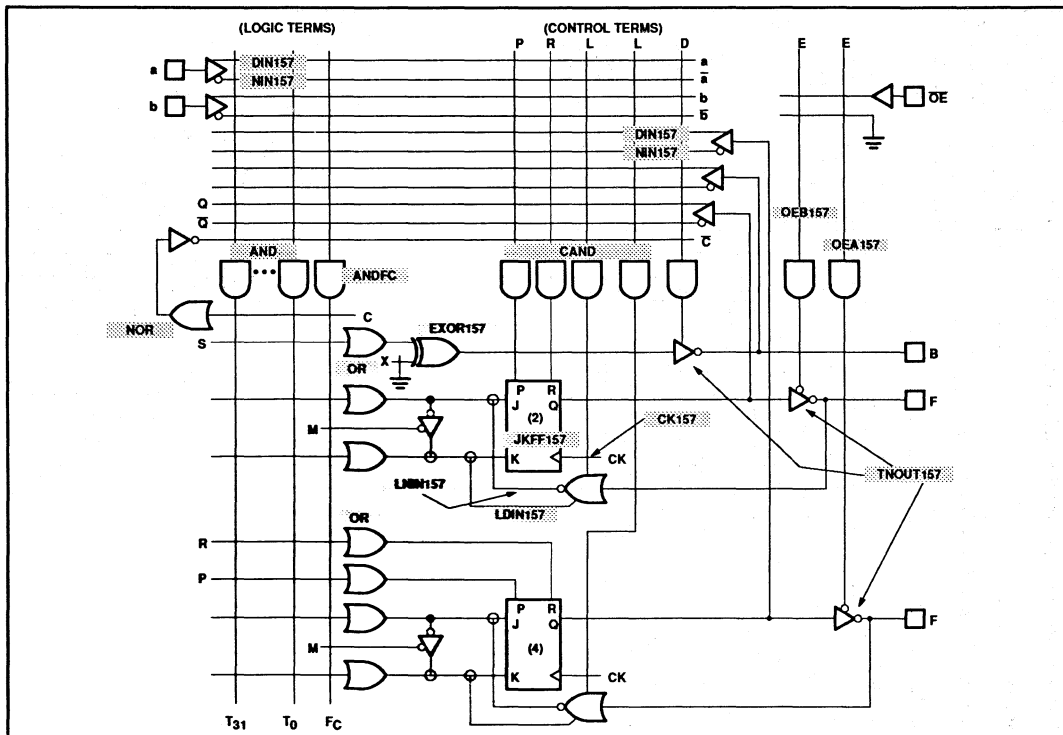 (LOGIC TERMS) (CONTROL TERMS)
P R L L D E E
a DIN157 a
NIN157 a̅
b b OE̅
b̅
DIN157
NIN157
Q
Q̅ OEB157
C̅
AND CAND OEA157
ANDFC
NOR C
S EXOR157
OR X B
P R
J (2) Q F
M CK157
JKFF157
K CK TNOUT157
LNIN157
LDIN157
OR
R
P
P R
J Q F
M (4)
K CK
T31 T0 FC